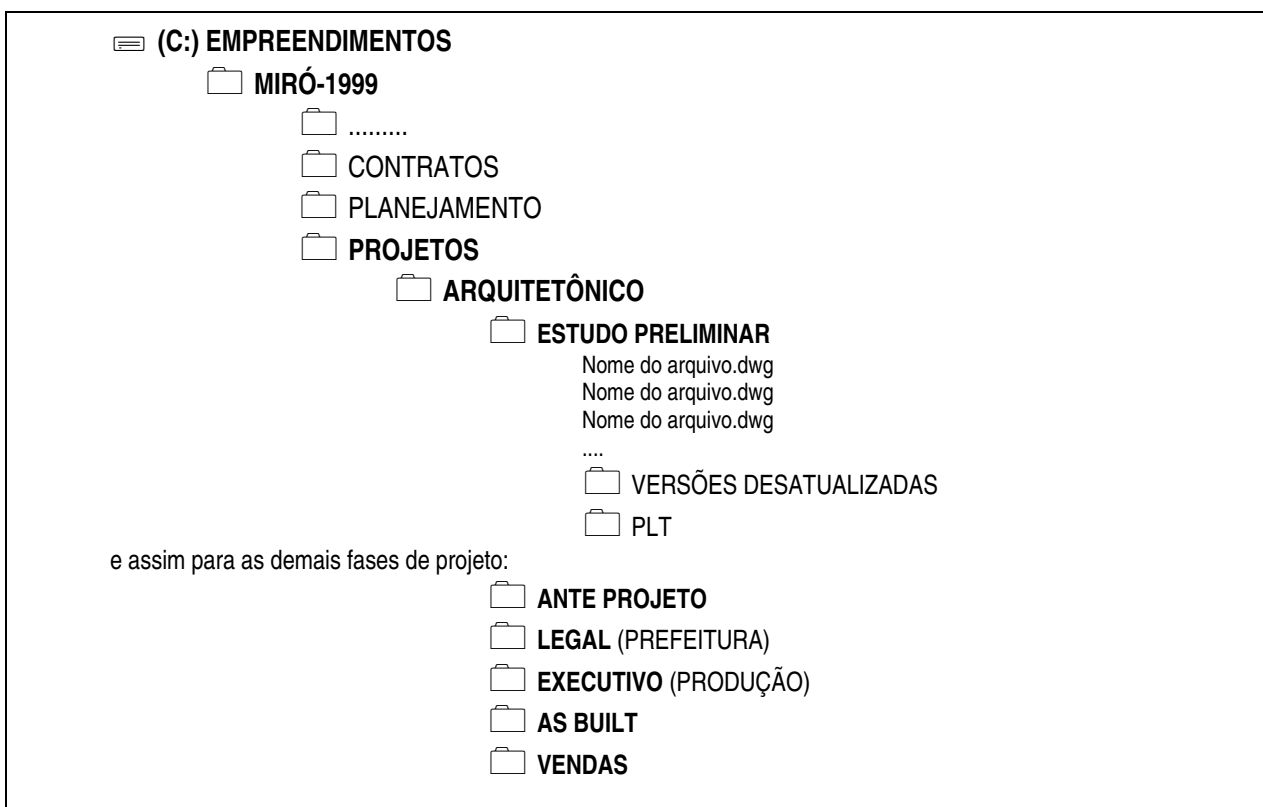 (C:) EMPREENDIMENTOS
MIRÓ-1999
.........
CONTRATOS
PLANEJAMENTO
PROJETOS
ARQUITETÔNICO
ESTUDO PRELIMINAR
Nome do arquivo.dwg
Nome do arquivo.dwg
Nome do arquivo.dwg
....
VERSÕES DESATUALIZADAS
PLT
e assim para as demais fases de projeto:
ANTE PROJETO
LEGAL (PREFEITURA)
EXECUTIVO (PRODUÇÃO)
AS BUILT
VENDAS